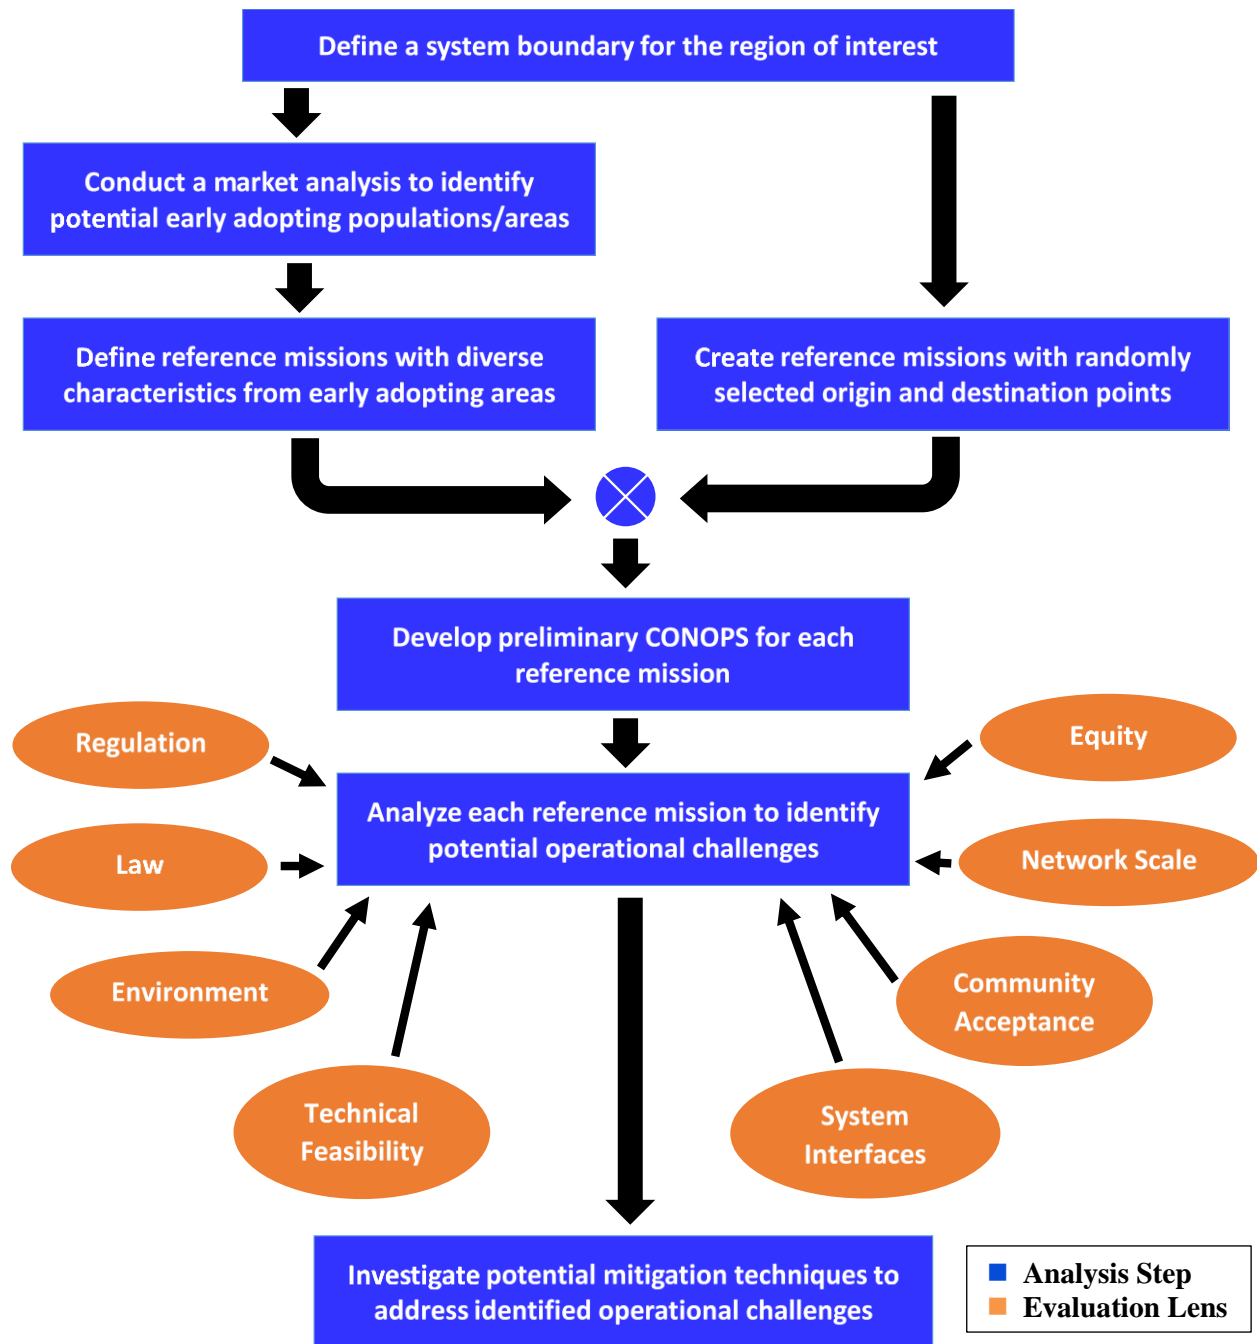 Define a system boundary for the region of interest
Conduct a market analysis to identify
potential early adopting populations/areas
Define reference missions with diverse
characteristics from early adopting areas
Create reference missions with randomly
selected origin and destination points
Develop preliminary CONOPS for each
reference mission
Regulation
Equity
Analyze each reference mission to identify
potential operational challenges
Law
Network Scale
Environment
Community
Acceptance
Technical
Feasibility
System
Interfaces
Investigate potential mitigation techniques to
address identified operational challenges
Analysis Step
Evaluation Lens